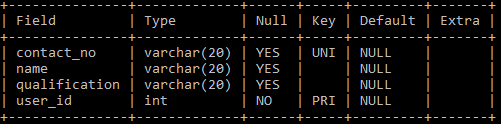 +---------------+-------------+------+-----+---------+-------+
| Field         | Type        | Null | Key | Default | Extra |
+---------------+-------------+------+-----+---------+-------+
| contact_no    | varchar(20) | YES  | UNI | NULL    |       |
| name          | varchar(20) | YES  |     | NULL    |       |
| qualification | varchar(20) | YES  |     | NULL    |       |
| user_id       | int         | NO   | PRI | NULL    |       |
+---------------+-------------+------+-----+---------+-------+